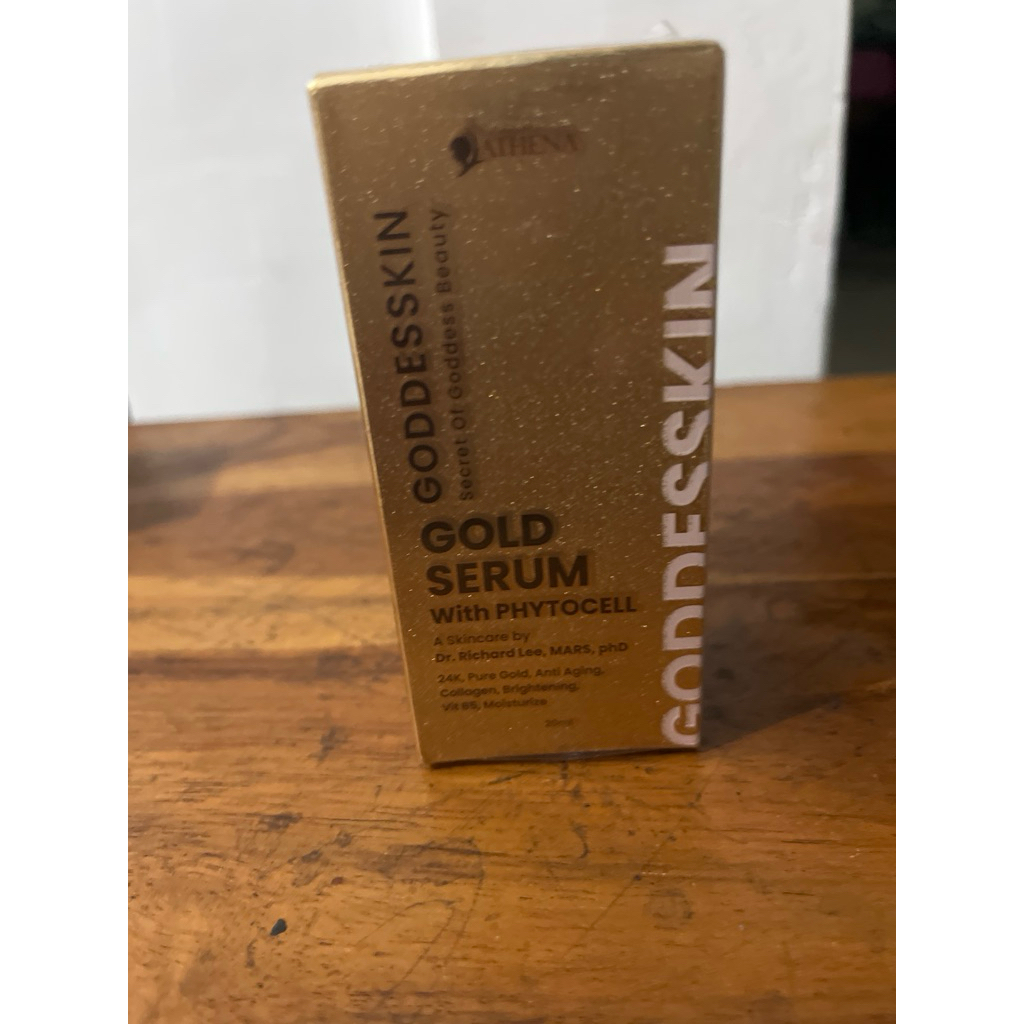 ATHENA
GODDESSKIN
Secret Of Goddess Beauty
GOLD
SERUM
With PHYTOCELL
A Skincare by
Dr. Richard Lee, MARS, phD
24K, Pure Gold, Anti Aging,
Collagen, Brightening,
Vit B5, Moisturize
20ml
GODDESSKIN